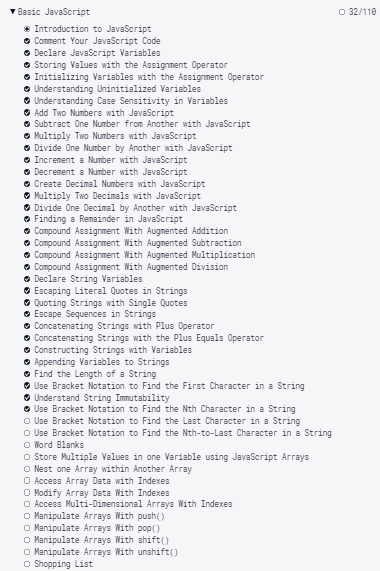 Basic JavaScript 32/110
Introduction to JavaScript
Comment Your JavaScript Code
Declare JavaScript Variables
Storing Values with the Assignment Operator
Initializing Variables with the Assignment Operator
Understanding Uninitialized Variables
Understanding Case Sensitivity in Variables
Add Two Numbers with JavaScript
Subtract One Number from Another with JavaScript
Multiply Two Numbers with JavaScript
Divide One Number by Another with JavaScript
Increment a Number with JavaScript
Decrement a Number with JavaScript
Create Decimal Numbers with JavaScript
Multiply Two Decimals with JavaScript
Divide One Decimal by Another with JavaScript
Finding a Remainder in JavaScript
Compound Assignment With Augmented Addition
Compound Assignment With Augmented Subtraction
Compound Assignment With Augmented Multiplication
Compound Assignment With Augmented Division
Declare String Variables
Escaping Literal Quotes in Strings
Quoting Strings with Single Quotes
Escape Sequences in Strings
Concatenating Strings with Plus Operator
Concatenating Strings with the Plus Equals Operator
Constructing Strings with Variables
Appending Variables to Strings
Find the Length of a String
Use Bracket Notation to Find the First Character in a String
Understand String Immutability
Use Bracket Notation to Find the Nth Character in a String
Use Bracket Notation to Find the Last Character in a String
Use Bracket Notation to Find the Nth-to-Last Character in a String
Word Blanks
Store Multiple Values in one Variable using JavaScript Arrays
Nest one Array within Another Array
Access Array Data with Indexes
Modify Array Data With Indexes
Access Multi-Dimensional Arrays With Indexes
Manipulate Arrays With push()
Manipulate Arrays With pop()
Manipulate Arrays With shift()
Manipulate Arrays With unshift()
Shopping List